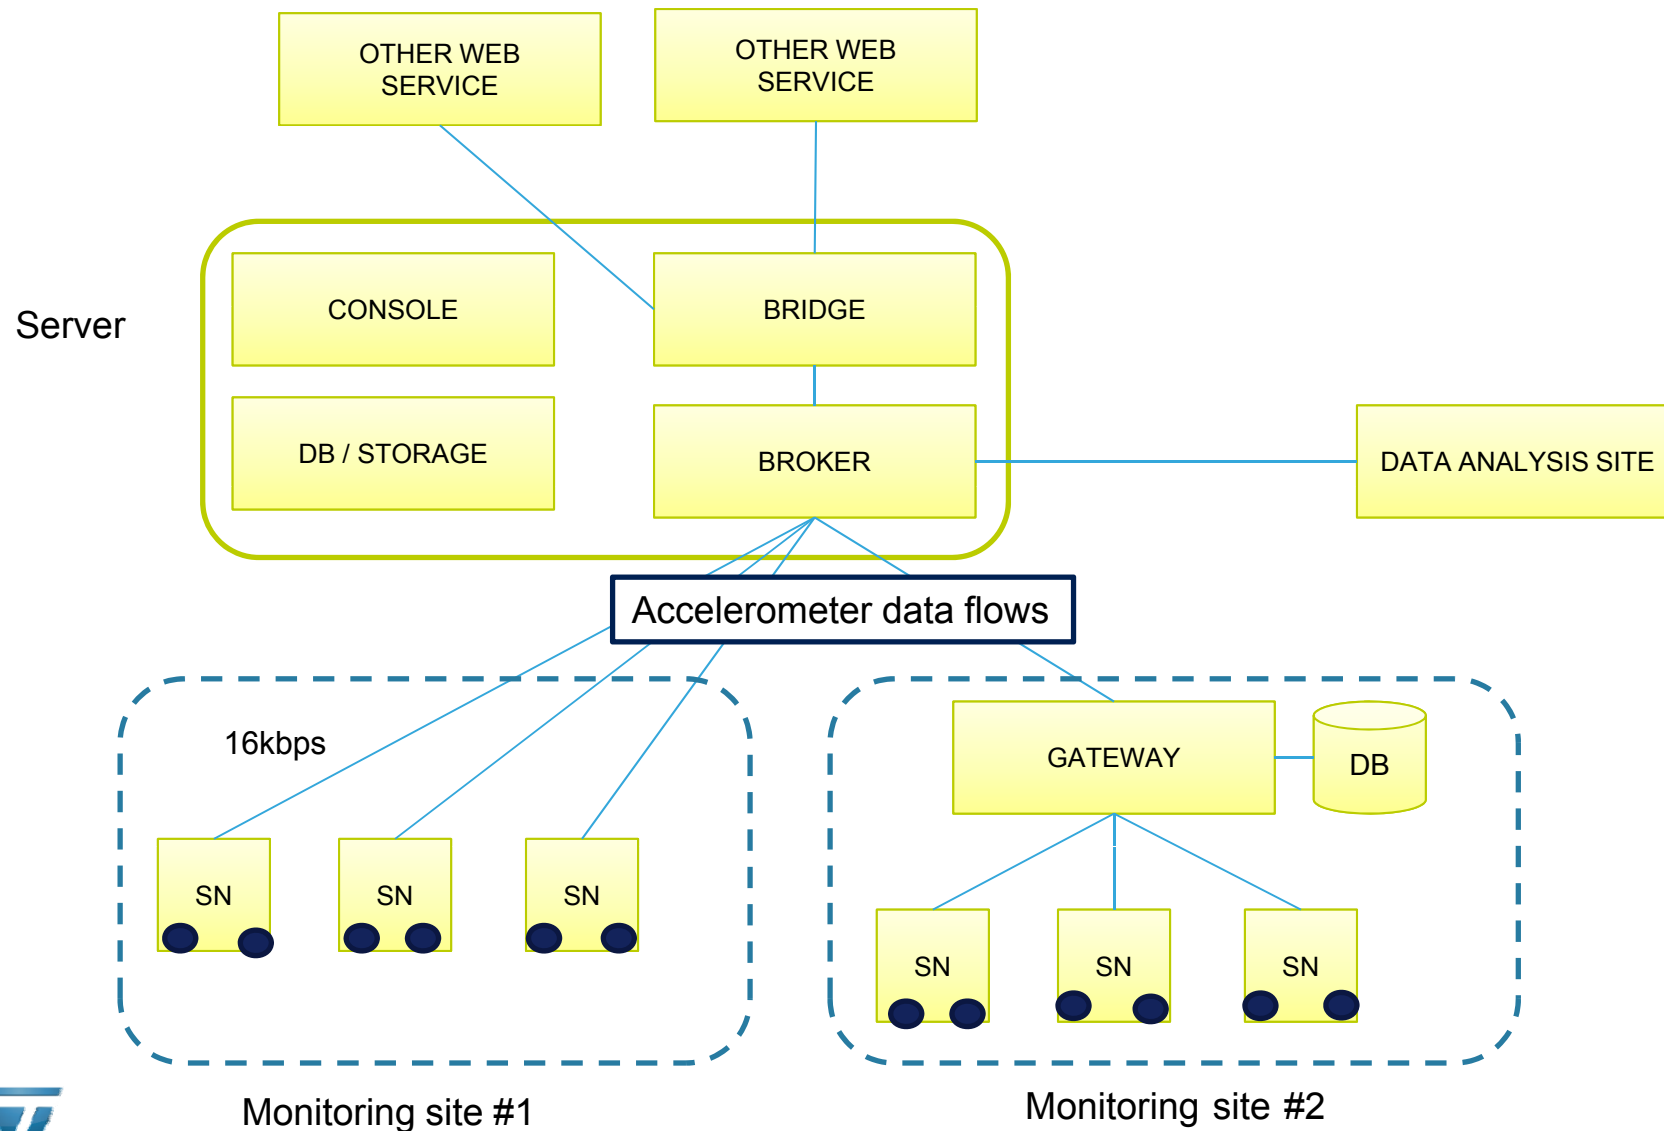 OTHER WEB
SERVICE
OTHER WEB
SERVICE
Server
CONSOLE
BRIDGE
DB / STORAGE
BROKER
DATA ANALYSIS SITE
Accelerometer data flows
16kbps
GATEWAY
DB
SN
SN
SN
SN
SN
SN
Monitoring site #1
Monitoring site #2